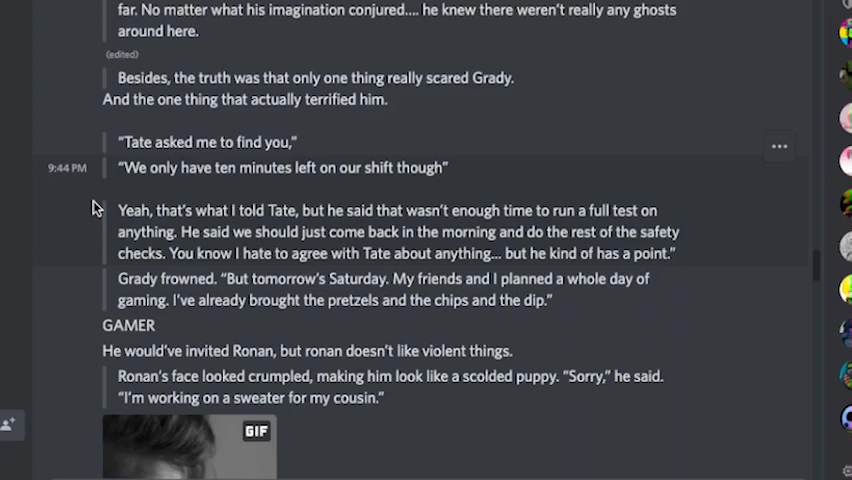 far. No matter what his imagination conjured.... he knew there weren't really any ghosts
around here.
(edited)
Besides, the truth was that only one thing really scared Grady.
And the one thing that actually terrified him.
“Tate asked me to find you,“
9:44 PM “We only have ten minutes left on our shift though”
Yeah, that’s what I told Tate, but he said that wasn’t enough time to run a full test on
anything. He said we should just come back in the morning and do the rest of the safety
checks. You know I hate to agree with Tate about anything... but he kind of has a point.”
Grady frowned. “But tomorrow’s Saturday. My friends and I planned a whole day of
gaming. I’ve already brought the pretzels and the chips and the dip.”
GAMER
He would’ve invited Ronan, but ronan doesn’t like violent things.
Ronan’s face looked crumpled, making him look like a scolded puppy. “Sorry,” he said.
“I’m working on a sweater for my cousin.”
GIF